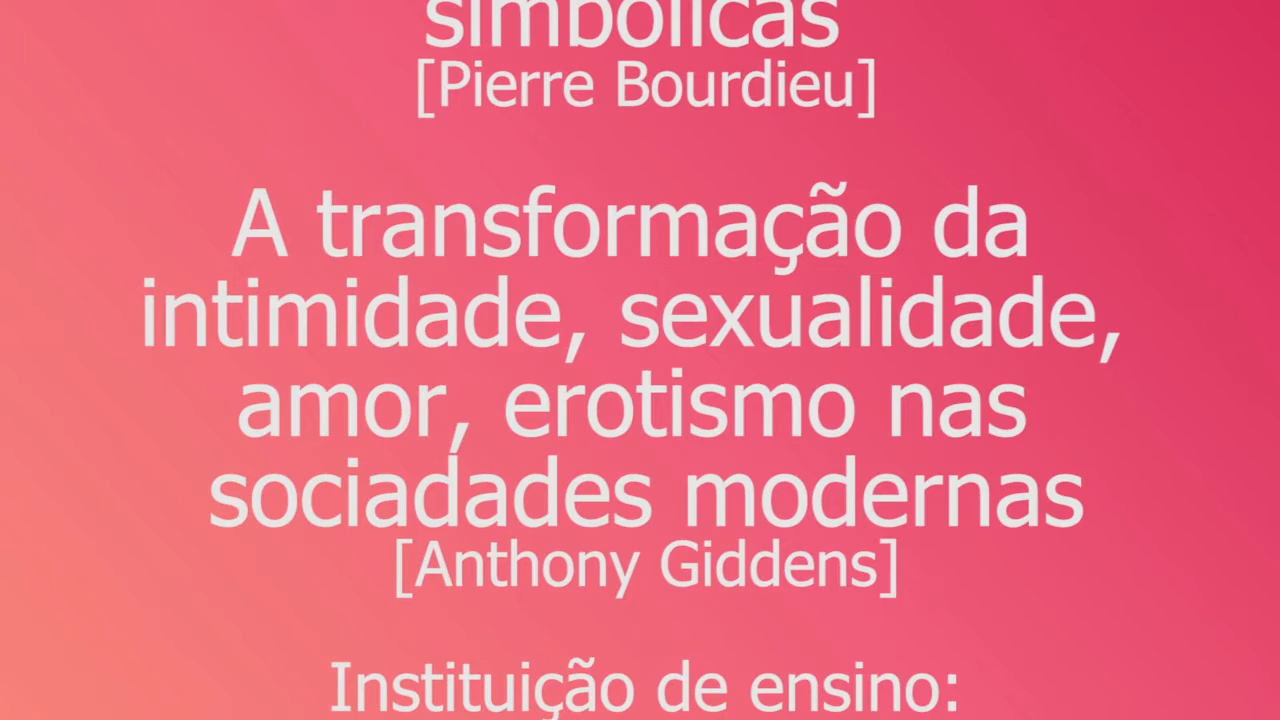 simbólicas
[Pierre Bourdieu]
A transformação da
intimidade, sexualidade,
amor, erotismo nas
sociadades modernas
[Anthony Giddens]
Instituição de ensino: